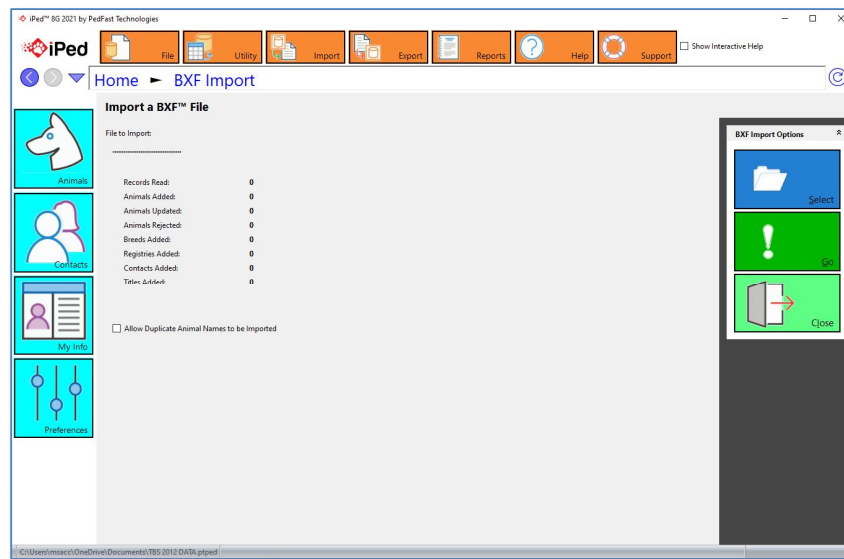 iPed™ 8G 2021 by PedFast Technologies
iPed
File
Utility
Import
Export
Reports
Help
Support
Show Interactive Help
Home ► BXF Import
Import a BXF™ File
File to Import:
--------------------------------
Records Read: 0
Animals Added: 0
Animals Updated: 0
Animals Rejected: 0
Breeds Added: 0
Registries Added: 0
Contacts Added: 0
Titles Added: 0
Allow Duplicate Animal Names to be Imported
Animals
Contacts
My Info
Preferences
BXF Import Options
Select
Go
Close
C:\Users\msacc\OneDrive\Documents\TBS 2012 DATA.ptped